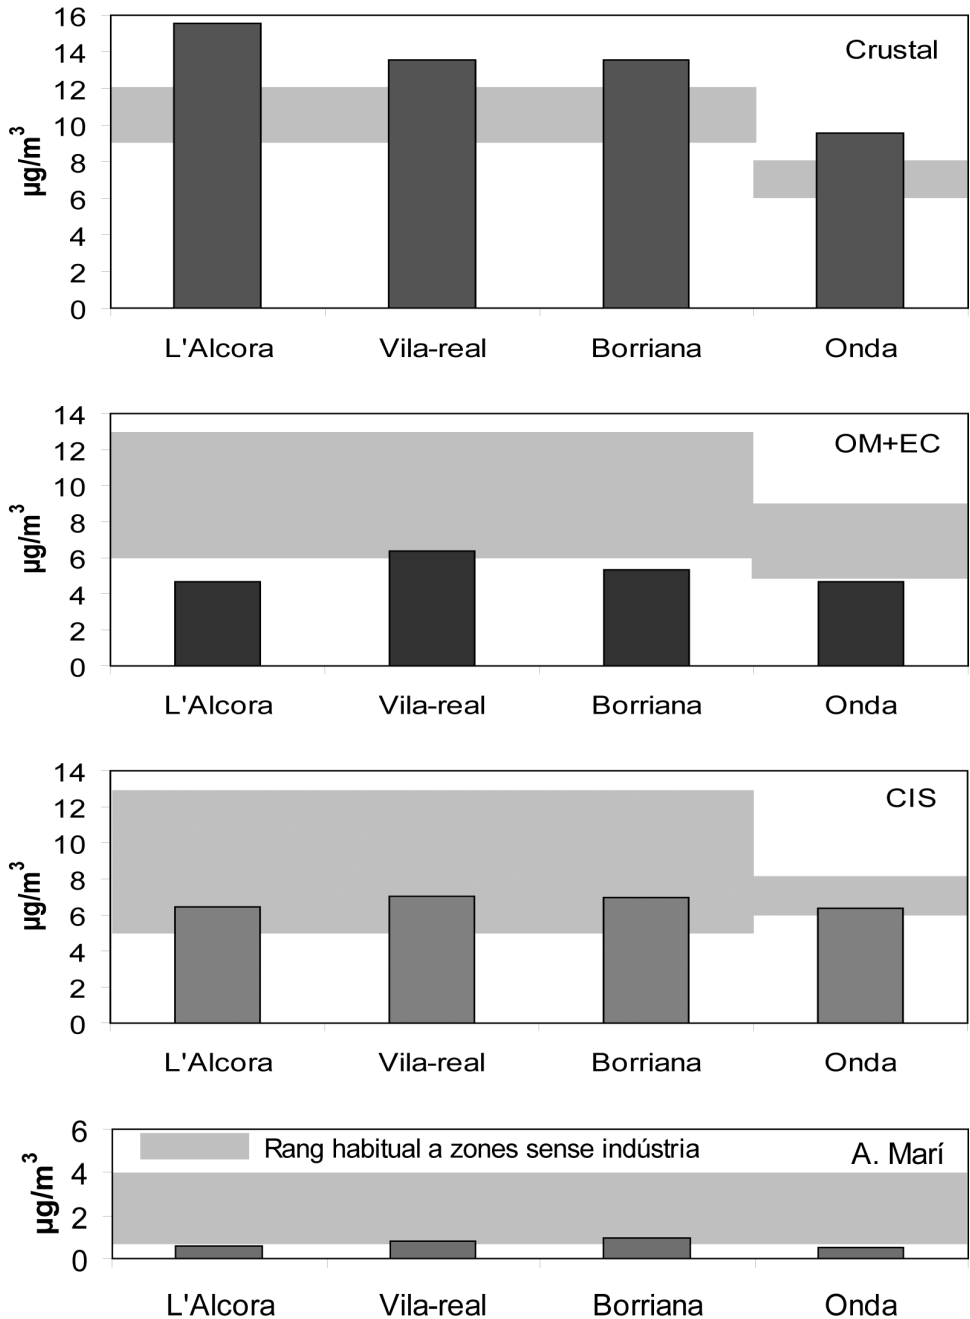 16
14
12
10
8
6
4
2
0
µg/m³
Crustal
L'Alcora Vila-real Borriana Onda
14
12
10
8
6
4
2
0
µg/m³
OM+EC
L'Alcora Vila-real Borriana Onda
14
12
10
8
6
4
2
0
µg/m³
CIS
L'Alcora Vila-real Borriana Onda
6
4
2
0
µg/m³
Rang habitual a zones sense indústria
A. Marí
L'Alcora Vila-real Borriana Onda